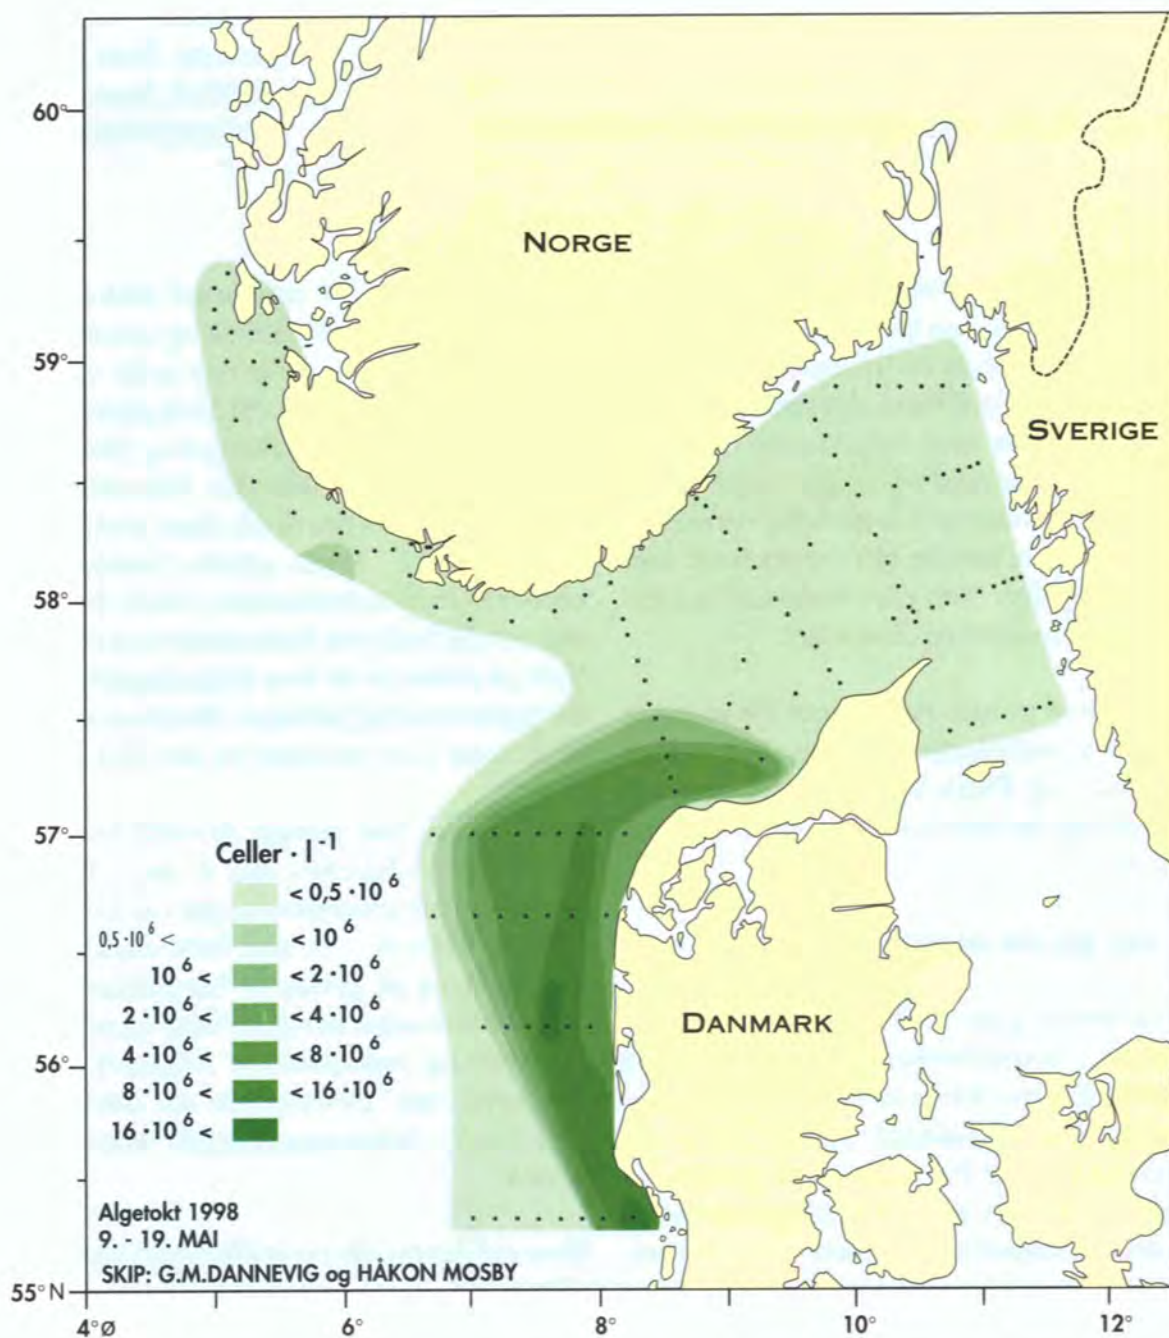 60°
NORGE
59°
SVERIGE
58°
57°
Celler · l⁻¹
< 0,5 · 10⁶
0,5 · 10⁶ < < 10⁶
10⁶ < < 2 · 10⁶
2 · 10⁶ < < 4 · 10⁶
4 · 10⁶ < < 8 · 10⁶
8 · 10⁶ < < 16 · 10⁶
16 · 10⁶ <
DANMARK
56°
Algetokt 1998
9. - 19. MAI
SKIP: G.M.DANNEVIG og HÅKON MOSBY
55°N
4°Ø 6° 8° 10° 12°